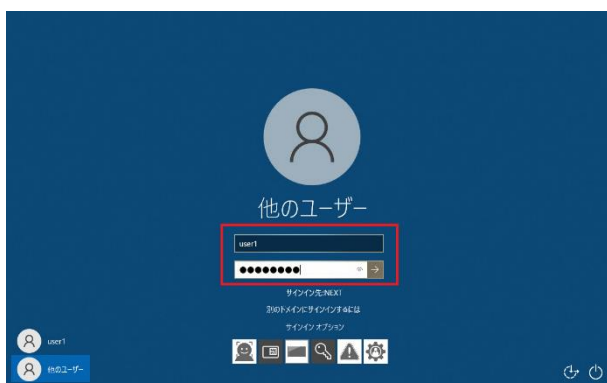 他のユーザー
user1
サインイン先:NEXT
別のドメインにサインインするには
サインイン オプション
user1
他のユーザー